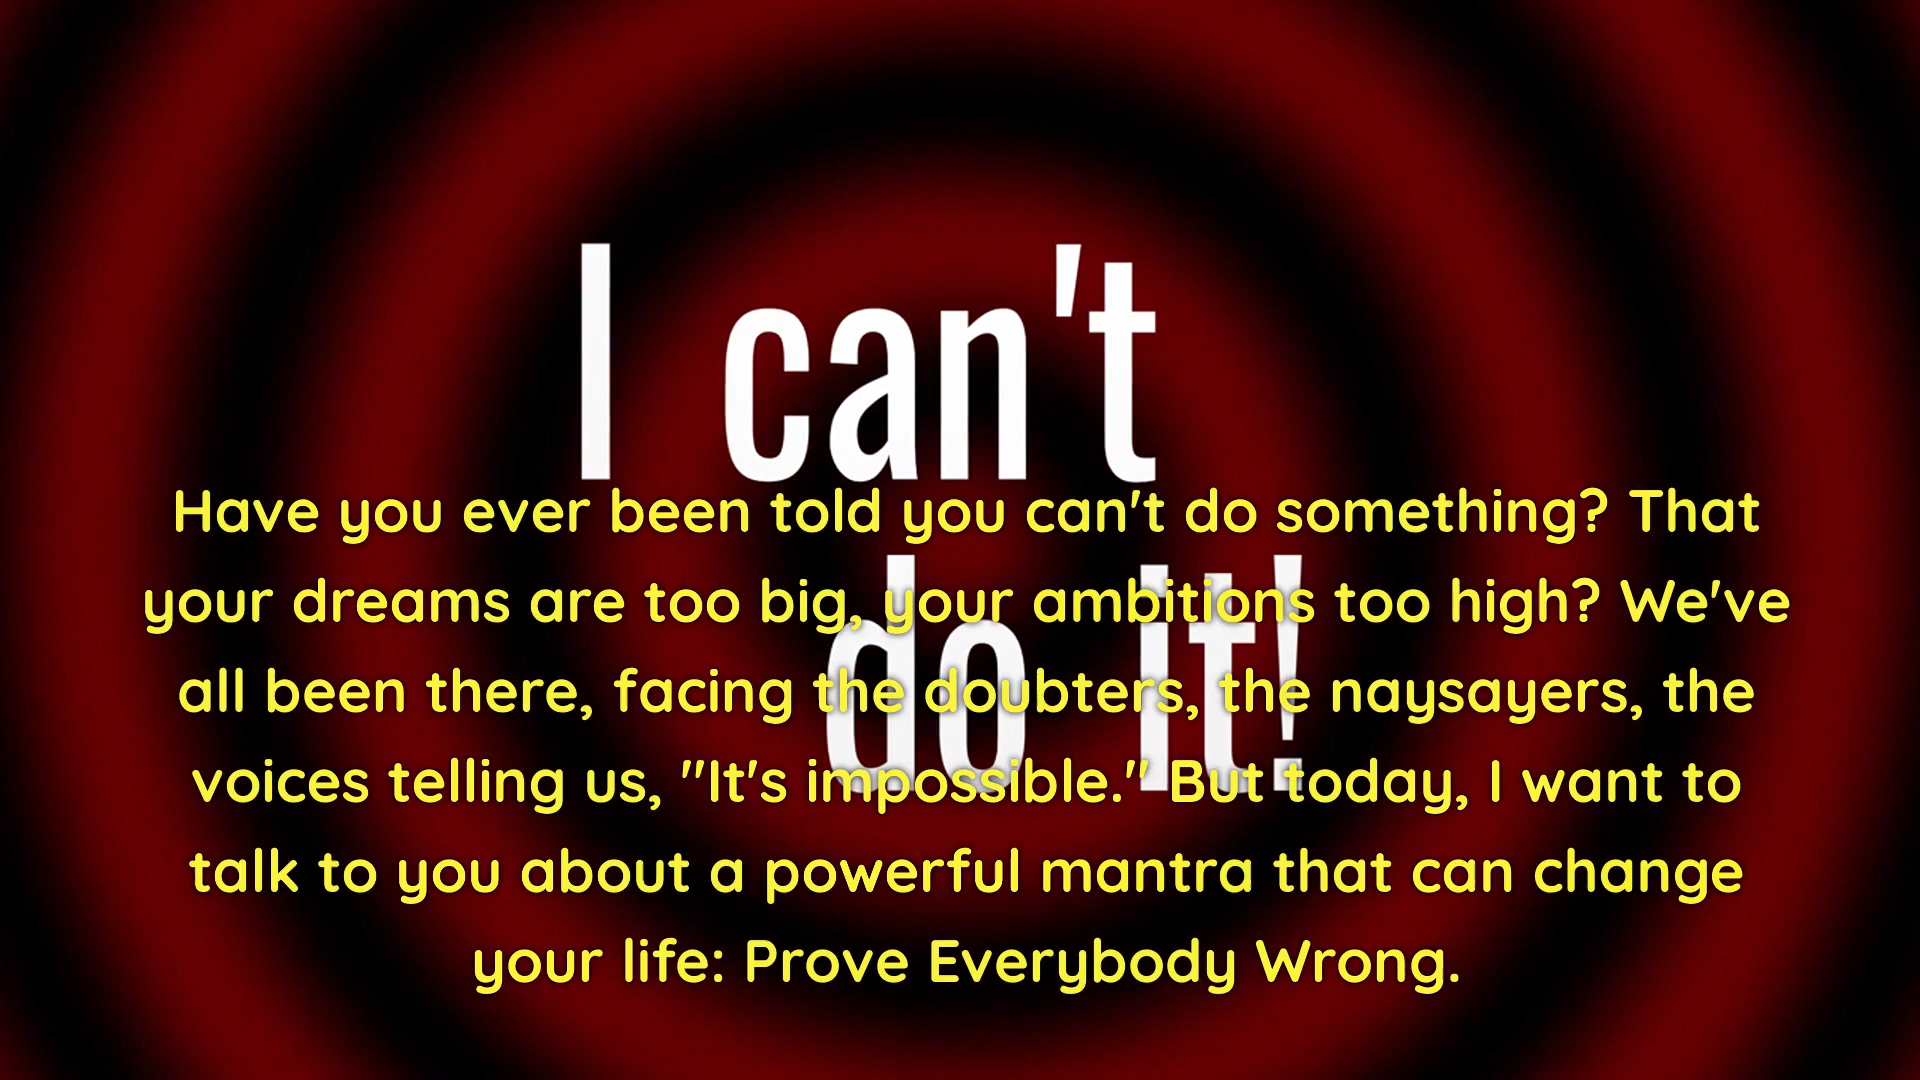 I can't
do it!
Have you ever been told you can't do something? That
your dreams are too big, your ambitions too high? We've
all been there, facing the doubters, the naysayers, the
voices telling us, "It's impossible." But today, I want to
talk to you about a powerful mantra that can change
your life: Prove Everybody Wrong.